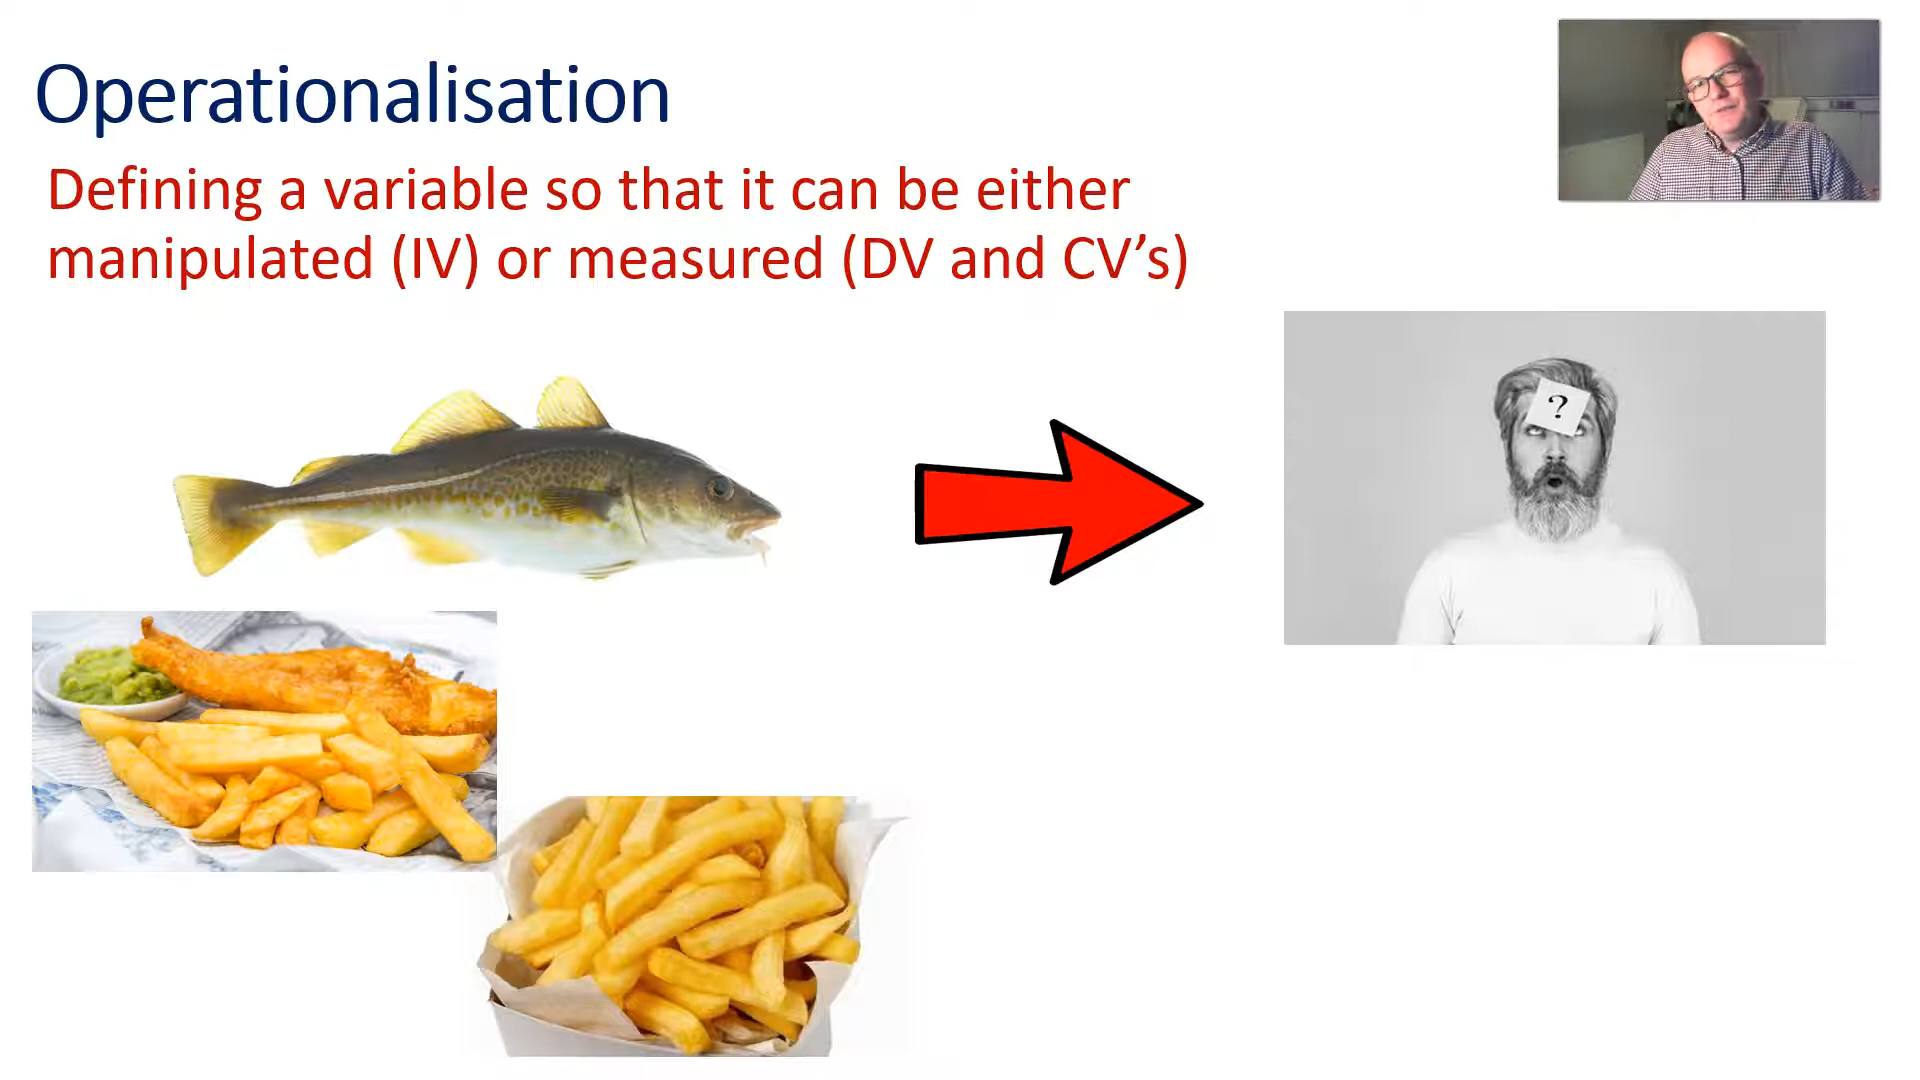 Operationalisation
Defining a variable so that it can be either
manipulated (IV) or measured (DV and CV’s)
?